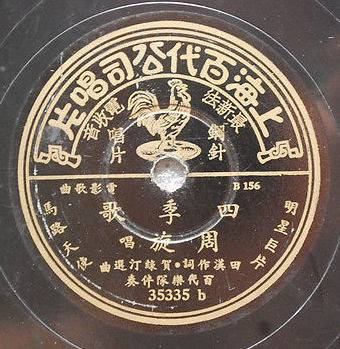 上海百代公司唱片
長新法
鋼針
電收音
唱片
B 156
電影歌曲
四季歌
周旋唱
明星巨片
馬路天使
田漢作詞•賀綠汀選曲
百代樂隊伴奏
35335 b